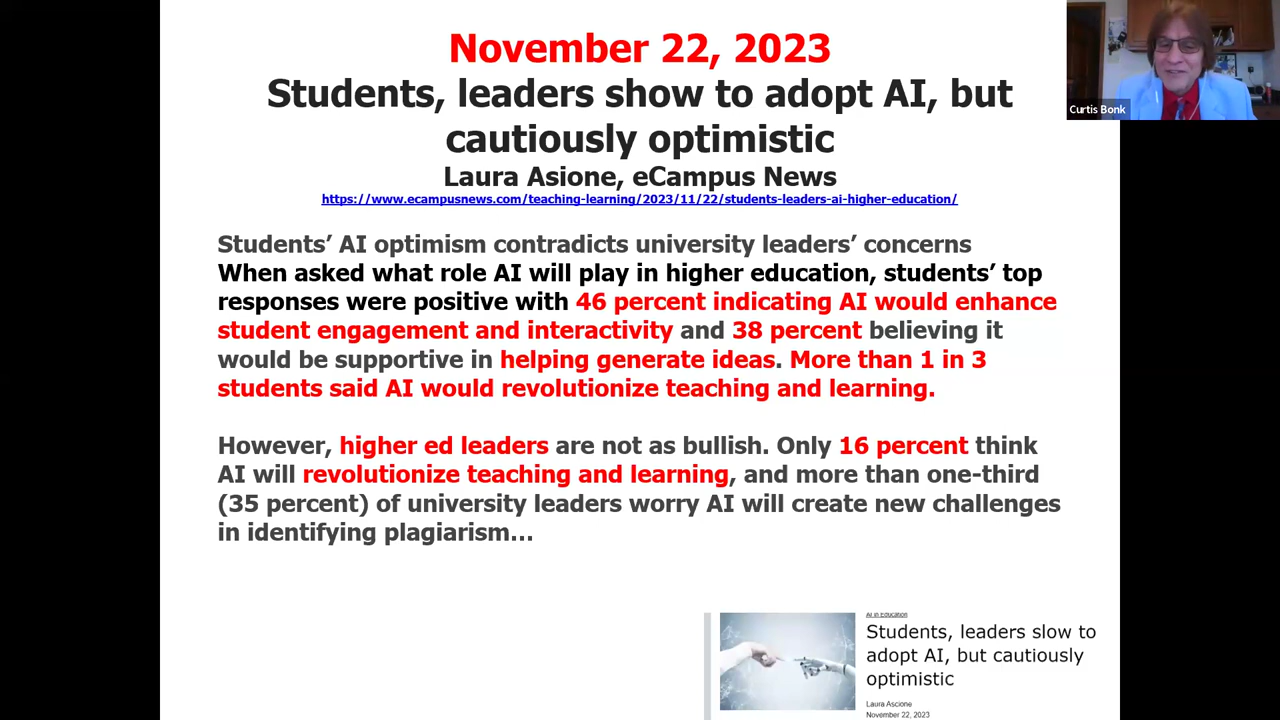 November 22, 2023
Students, leaders show to adopt AI, but
cautiously optimistic
Laura Asione, eCampus News
https://www.ecampusnews.com/teaching-learning/2023/11/22/students-leaders-ai-higher-education/
Students’ AI optimism contradicts university leaders’ concerns
When asked what role AI will play in higher education, students’ top
responses were positive with 46 percent indicating AI would enhance
student engagement and interactivity and 38 percent believing it
would be supportive in helping generate ideas. More than 1 in 3
students said AI would revolutionize teaching and learning.
However, higher ed leaders are not as bullish. Only 16 percent think
AI will revolutionize teaching and learning, and more than one-third
(35 percent) of university leaders worry AI will create new challenges
in identifying plagiarism...
AI in Education
Students, leaders slow to
adopt AI, but cautiously
optimistic
Laura Ascione
November 22, 2023
Curtis Bonk